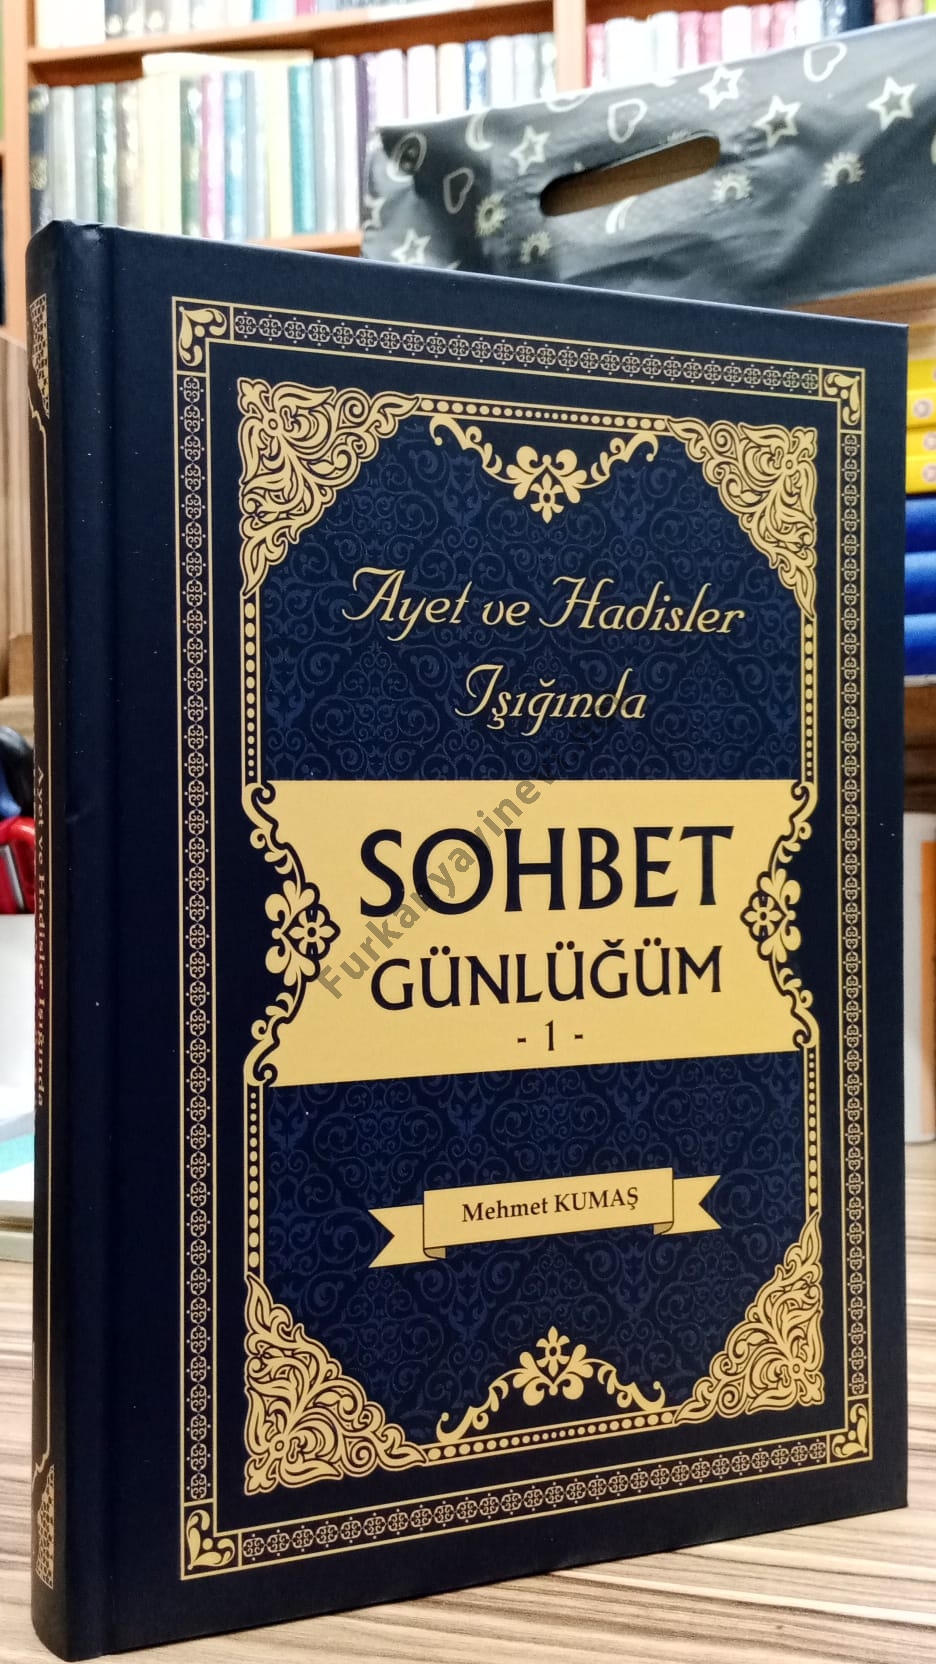 Ayet ve Hadisler
Işığında
SOHBET
GÜNLÜĞÜM
- 1 -
Mehmet KUMAŞ
Ayet ve Hadisler Işığında